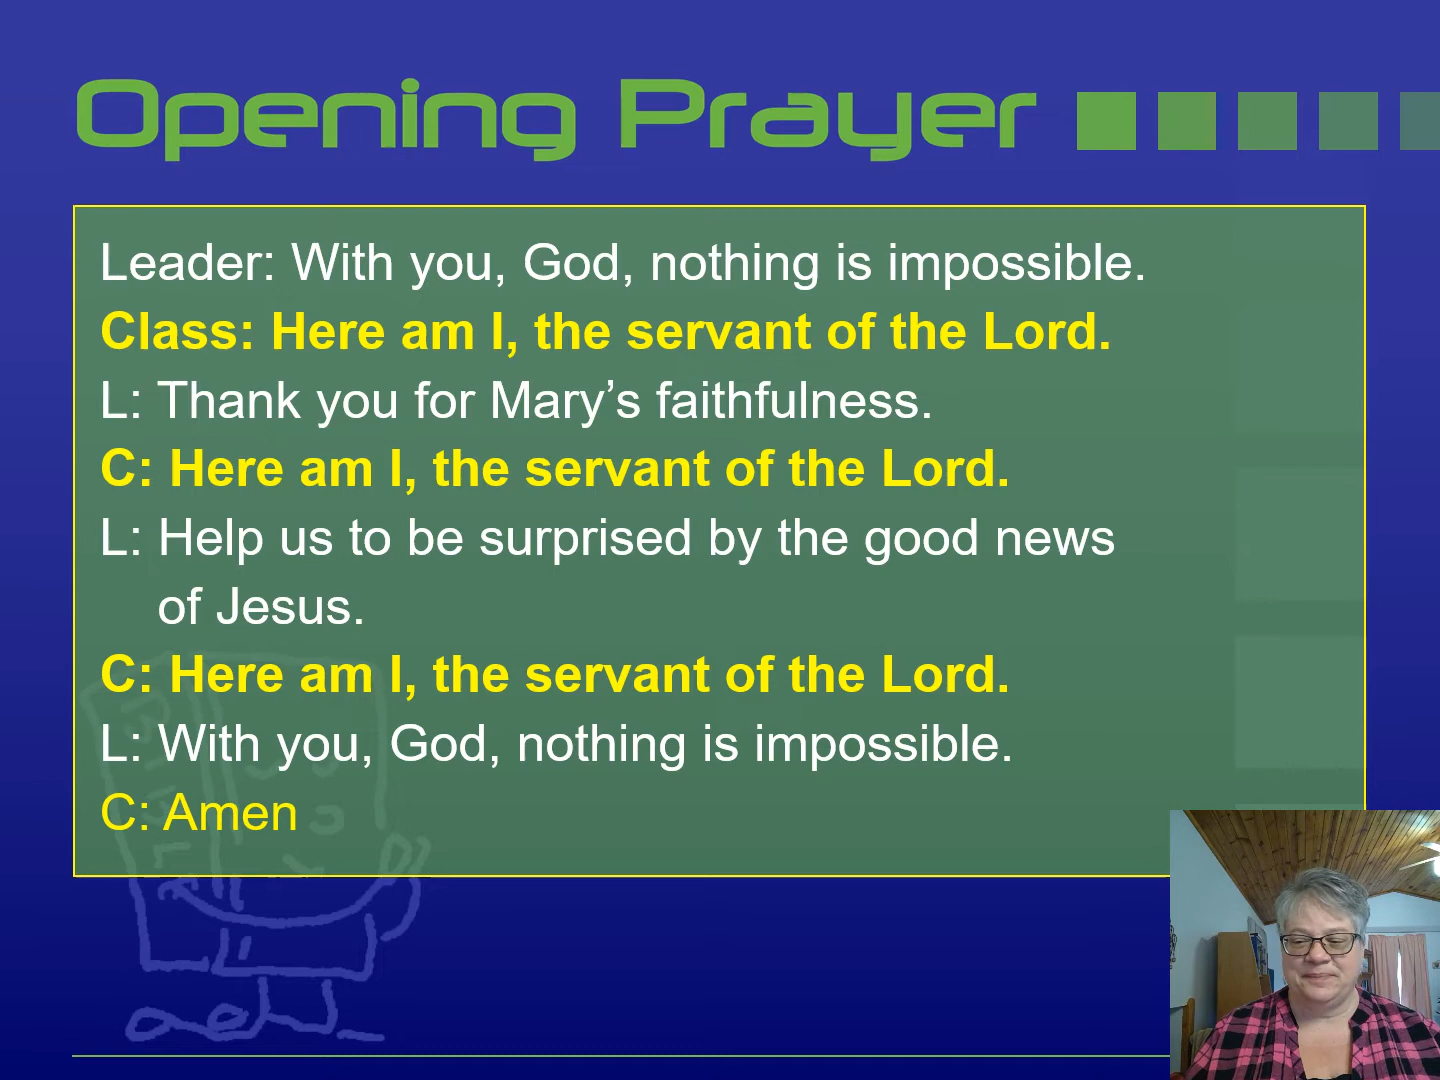 Opening Prayer
Leader: With you, God, nothing is impossible.
Class: Here am I, the servant of the Lord.
L: Thank you for Mary’s faithfulness.
C: Here am I, the servant of the Lord.
L: Help us to be surprised by the good news
of Jesus.
C: Here am I, the servant of the Lord.
L: With you, God, nothing is impossible.
C: Amen